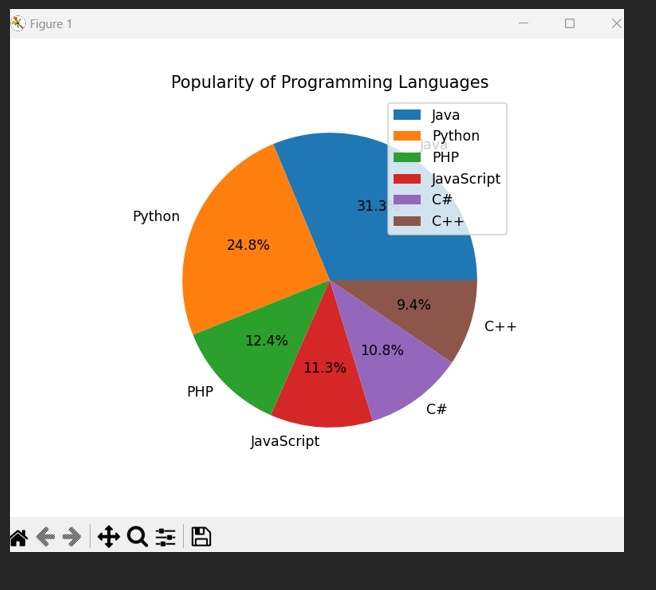 Figure 1
Popularity of Programming Languages
Java
Python
PHP
JavaScript
C#
C++
Java
31.3%
Python
24.8%
12.4%
PHP
11.3%
JavaScript
10.8%
C#
9.4%
C++